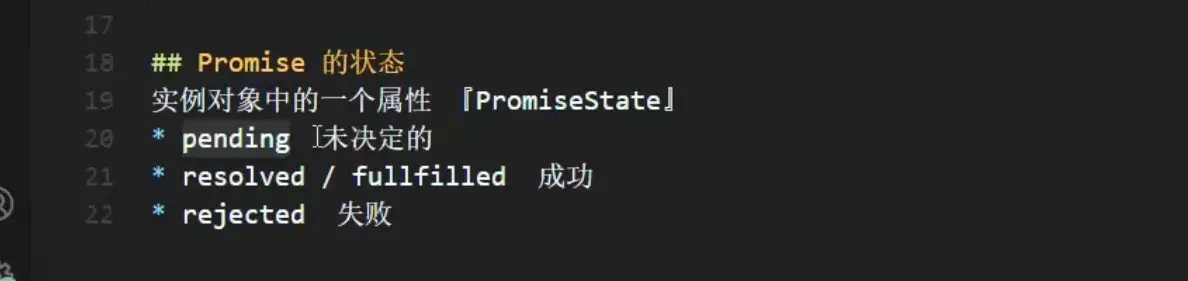 17
18 ## Promise 的状态
19 实例对象中的一个属性 『PromiseState』
20 * pending 未决定的
21 * resolved / fullfilled 成功
22 * rejected 失败